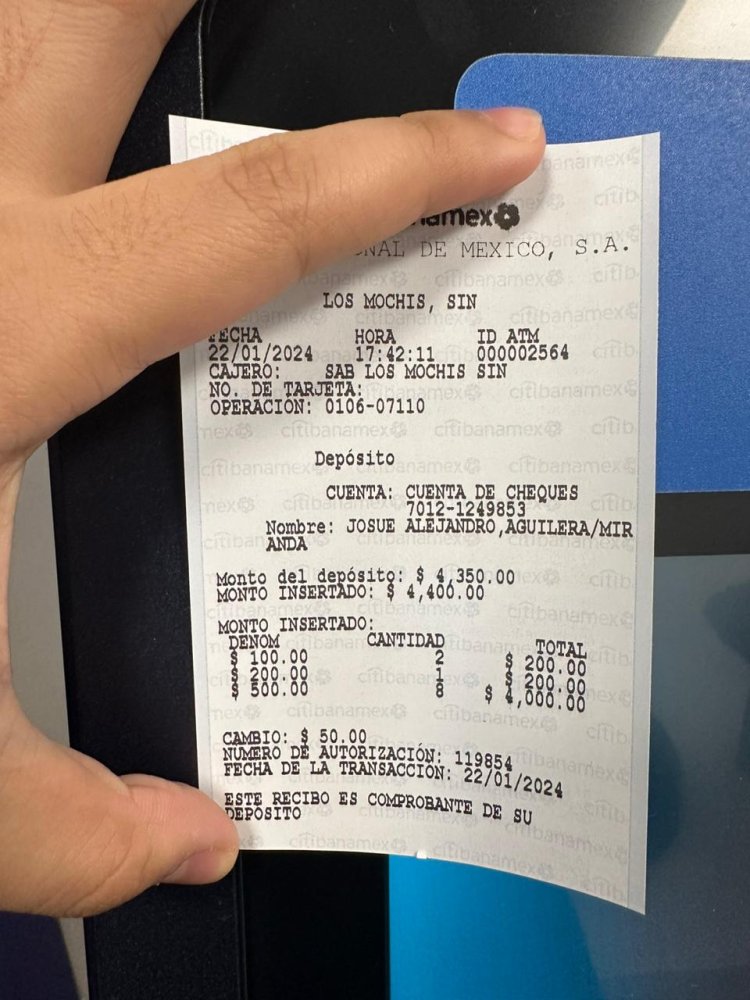 namex
ONAL DE MEXICO, S.A.
LOS MOCHIS, SIN
FECHA HORA ID ATM
22/01/2024 17:42:11 000002564
CAJERO: SAB LOS MOCHIS SIN
NO. DE TARJETA:
OPERACION: 0106-07110
Depósito
CUENTA: CUENTA DE CHEQUES
7012-1249853
Nombre: JOSUE ALEJANDRO,AGUILERA/MIR
ANDA
Monto del depósito: $ 4,350.00
MONTO INSERTADO: $ 4,400.00
MONTO INSERTADO:
DENOM CANTIDAD TOTAL
$ 100.00 2 $ 200.00
$ 200.00 1 $ 200.00
$ 500.00 8 $ 4,000.00
CAMBIO: $ 50.00
NUMERO DE AUTORIZACIÓN: 119854
FECHA DE LA TRANSACCIÓN: 22/01/2024
ESTE RECIBO ES COMPROBANTE DE SU
DEPÓSITO